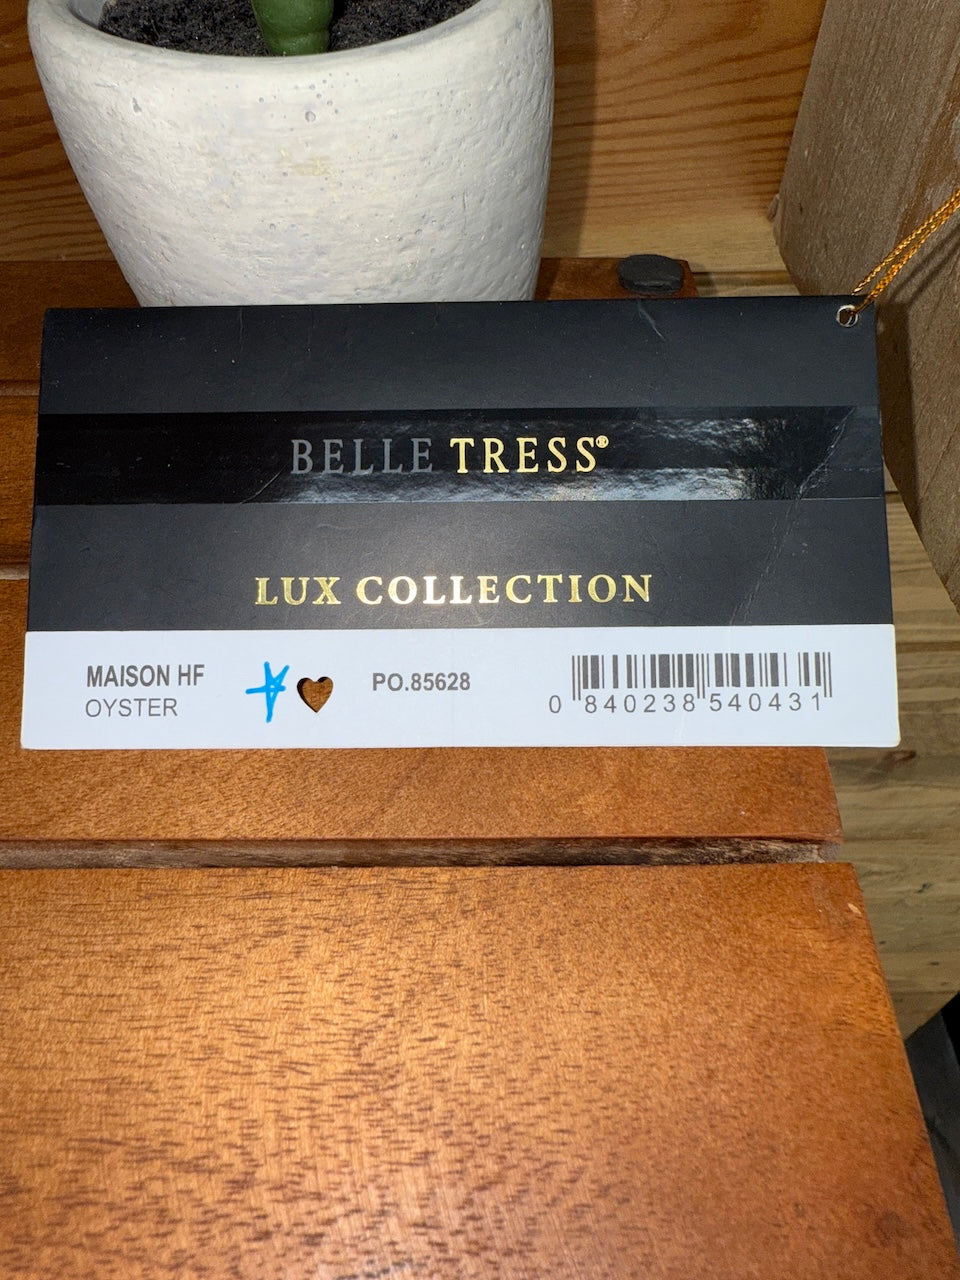 BELLE TRESS®
LUX COLLECTION
MAISON HF
OYSTER
PO.85628
0 840238 540431